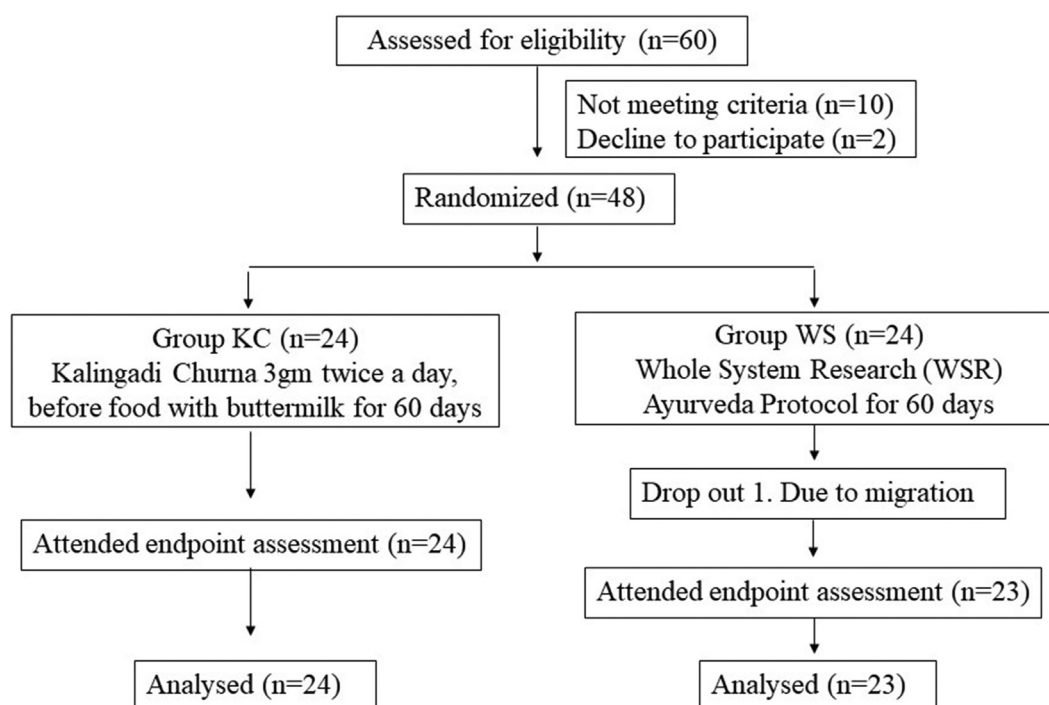 Assessed for eligibility (n=60)
Not meeting criteria (n=10)
Decline to participate (n=2)
Randomized (n=48)
Group KC (n=24)
Kalingadi Churna 3gm twice a day,
before food with buttermilk for 60 days
Group WS (n=24)
Whole System Research (WSR)
Ayurveda Protocol for 60 days
Drop out 1. Due to migration
Attended endpoint assessment (n=24)
Attended endpoint assessment (n=23)
Analysed (n=24)
Analysed (n=23)